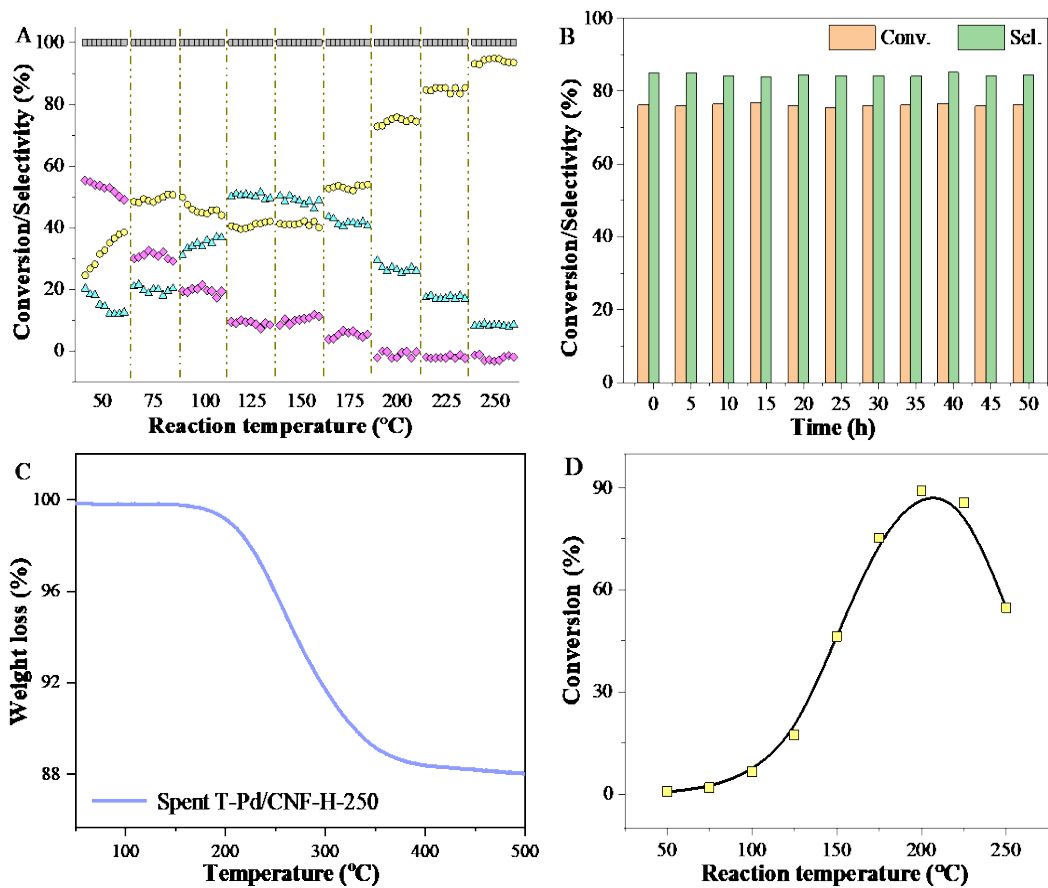 A
Conversion/Selectivity (%)
100
80
60
40
20
0
50 75 100 125 150 175 200 225 250
Reaction temperature (°C)
B
Conv. Sel.
Conversion/Selectivity (%)
100
80
60
40
20
0
0 5 10 15 20 25 30 35 40 45 50
Time (h)
C
Weight loss (%)
100
96
92
88
Spent T-Pd/CNF-H-250
100 200 300 400 500
Temperature (°C)
D
Conversion (%)
90
60
30
0
50 100 150 200 250
Reaction temperature (°C)